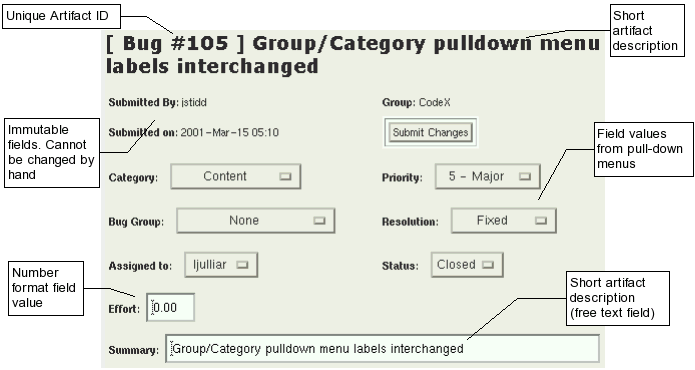 Unique Artifact ID
Short
artifact
description
[ Bug #105 ] Group/Category pulldown menu
labels interchanged
Submitted By: jstidd
Group: CodeX
Immutable
fields. Cannot
be changed by
hand
Submitted on: 2001-Mar-15 05:10
Submit Changes
Field values
from pull-down
menus
Category: Content
Priority: 5 - Major
Bug Group: None
Resolution: Fixed
Assigned to: ljulliar
Status: Closed
Number
format field
value
Effort: 0.00
Short artifact
description
(free text field)
Summary: Group/Category pulldown menu labels interchanged